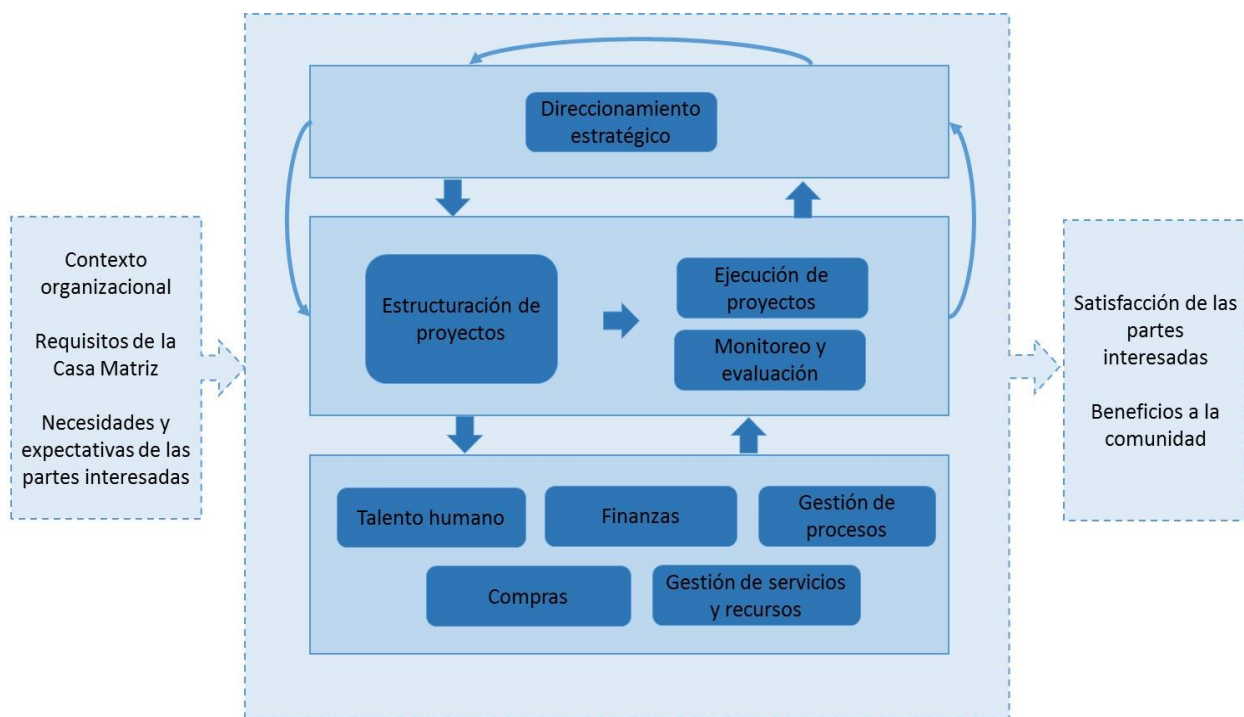 Direccionamiento
estratégico
Contexto
organizacional
Requisitos de la
Casa Matriz
Necesidades y
expectativas de las
partes interesadas
Estructuración de
proyectos
Ejecución de
proyectos
Monitoreo y
evaluación
Talento humano
Finanzas
Gestión de
procesos
Compras
Gestión de servicios
y recursos
Satisfacción de las
partes
interesadas
Beneficios a la
comunidad